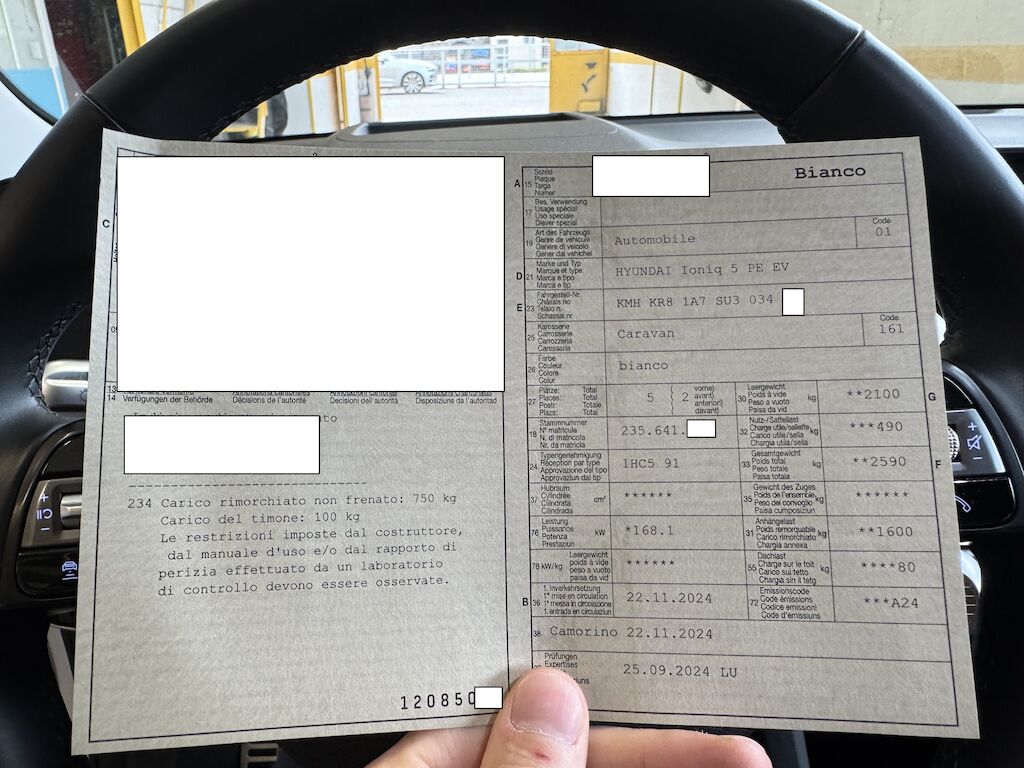 C
13
14 Verfügungen der Behörde Décisions de l'autorité Decisioni dell'autorità Disposiziuns da l'autoritad
234 Carico rimorchiato non frenato: 750 kg
Carico del timone: 100 kg
Le restrizioni imposte dal costruttore,
dal manuale d'uso e/o dal rapporto di
perizia effettuato da un laboratorio
di controllo devono essere osservate.
120850
A 15 Schild
Plaque
Targa
Numer
Bianco
17 Bes. Verwendung
Usage spécial
Uso speciale
Diever spezial
19 Art des Fahrzeugs
Genre de véhicule
Genere di veicolo
Gener dal vehichel
Automobile
Code
01
D 21 Marke und Typ
Marque et type
Marca e tipo
Marca e tip
HYUNDAI Ioniq 5 PE EV
E 23 Fahrgestell-Nr.
Châssis no
Telaio n.
Schassis nr.
KMH KR8 1A7 SU3 034
25 Karosserie
Carrosserie
Carrozzeria
Carossaria
Caravan
Code
161
26 Farbe
Couleur
Colore
Colur
bianco
27 Plätze: Total
Places: Total
Posti: Totale
Plazs: Total
5
2
vorne)
avant)
anteriori)
davant)
30 Leergewicht
Poids à vide
Peso a vuoto
Paisa da vid
kg
**2100
G
18 Stammnummer
N° matricule
N. di matricola
Nr. da matricla
235.641.
32 Nutz-/Sattellast
Charge utile/sellette
Carico utile/sella
Chargia utila/sella
kg
***490
24 Typengenehmigung
Réception par type
Approvazione del tipo
Approvaziun dal tip
1HC5 91
33 Gesamtgewicht
Poids total
Peso totale
Paisa totala
kg
**2590
F
37 Hubraum
Cylindrée
Cilindrata
Cilindrada
cm³
******
35 Gewicht des Zuges
Poids de l'ensemble
Peso del convoglio
Paisa cumposiziun
kg
******
76 Leistung
Puissance
Potenza
Prestaziun
kW
*168.1
31 Anhängelast
Poids remorquable
Carico rimorchiato
Chargia annexa
kg
**1600
78 kW/kg
Leergewicht
poids à vide
peso a vuoto
paisa da vid
******
55 Dachlast
Charge sur le toit
Carico sul tetto
Chargia sin il tetg
kg
****80
B 36 1. Inverkehrsetzung
1re mise en circulation
1a messa in circolazione
1. entrada en circulaziun
22.11.2024
72 Emissionscode
Code émissions
Codice emissioni
Code d'emissiuns
***A24
38 Camorino 22.11.2024
Prüfungen
Expertises
25.09.2024 LU